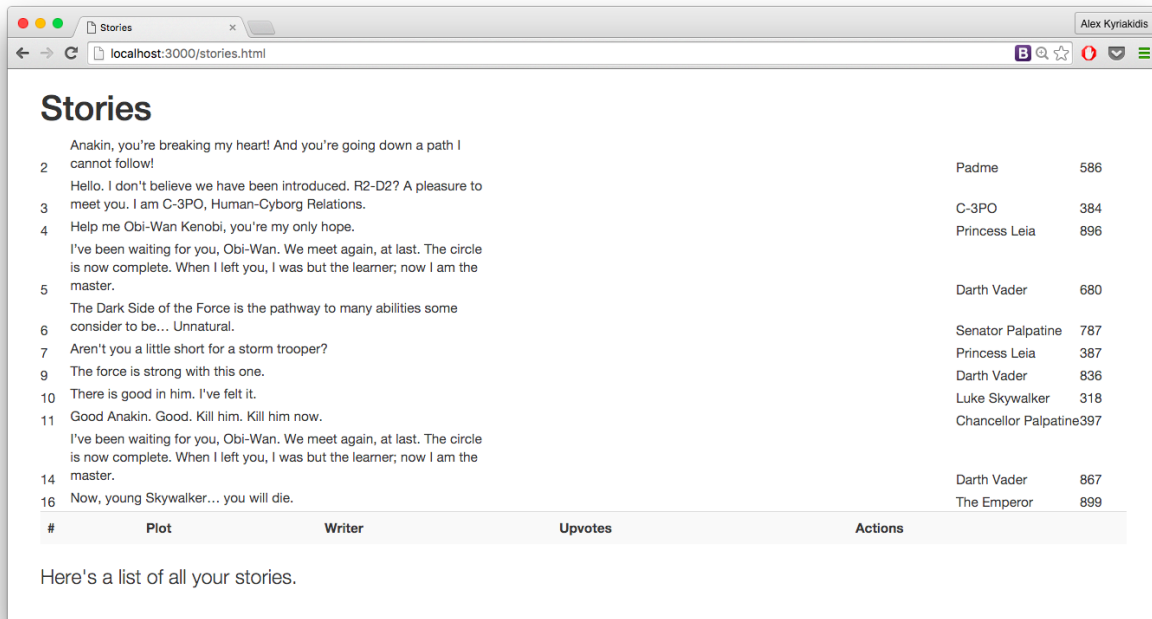 Stories
Alex Kyriakidis
localhost:3000/stories.html
Stories
Anakin, you’re breaking my heart! And you’re going down a path I
2 cannot follow! Padme 586
Hello. I don't believe we have been introduced. R2-D2? A pleasure to
3 meet you. I am C-3PO, Human-Cyborg Relations. C-3PO 384
4 Help me Obi-Wan Kenobi, you're my only hope. Princess Leia 896
I've been waiting for you, Obi-Wan. We meet again, at last. The circle
is now complete. When I left you, I was but the learner; now I am the
5 master. Darth Vader 680
The Dark Side of the Force is the pathway to many abilities some
6 consider to be… Unnatural. Senator Palpatine 787
7 Aren't you a little short for a storm trooper? Princess Leia 387
9 The force is strong with this one. Darth Vader 836
10 There is good in him. I've felt it. Luke Skywalker 318
11 Good Anakin. Good. Kill him. Kill him now. Chancellor Palpatine397
I've been waiting for you, Obi-Wan. We meet again, at last. The circle
is now complete. When I left you, I was but the learner; now I am the
14 master. Darth Vader 867
16 Now, young Skywalker… you will die. The Emperor 899
# Plot Writer Upvotes Actions
Here's a list of all your stories.